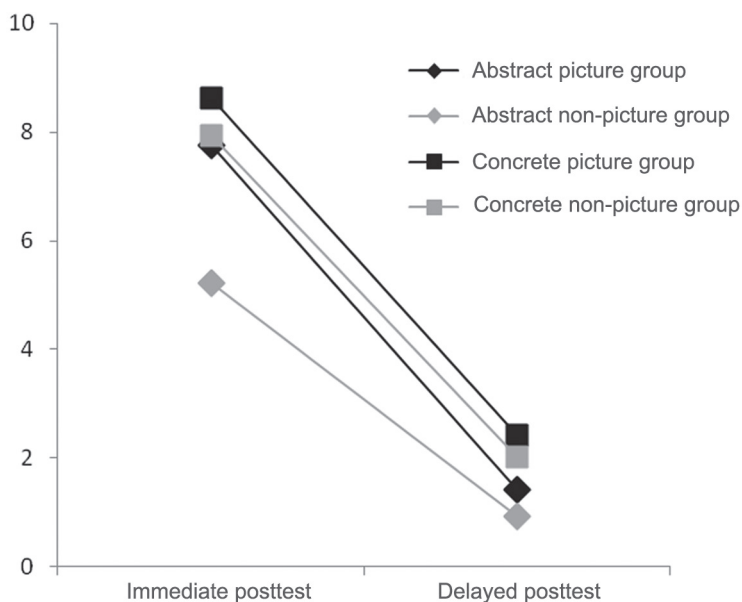 10
8
6
4
2
0
Abstract picture group
Abstract non-picture group
Concrete picture group
Concrete non-picture group
Immediate posttest
Delayed posttest